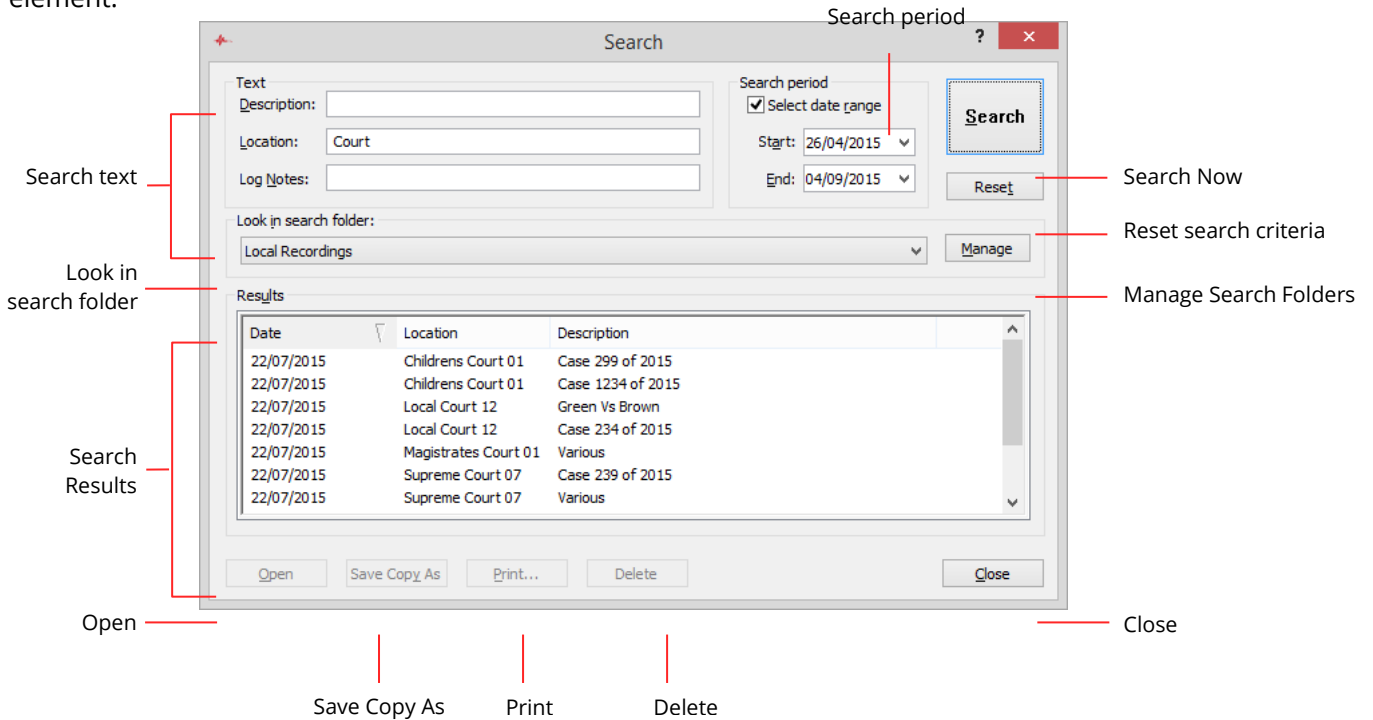 element.
Search period
Search
?
Text
Description:
Location: Court
Log Notes:
Search period
Select date range
Start: 26/04/2015
End: 04/09/2015
Search
Reset
Look in search folder:
Local Recordings
Manage
Results
Date Location Description
22/07/2015 Childrens Court 01 Case 299 of 2015
22/07/2015 Childrens Court 01 Case 1234 of 2015
22/07/2015 Local Court 12 Green Vs Brown
22/07/2015 Local Court 12 Case 234 of 2015
22/07/2015 Magistrates Court 01 Various
22/07/2015 Supreme Court 07 Case 239 of 2015
22/07/2015 Supreme Court 07 Various
Open Save Copy As Print... Delete Close
Search text
Look in
search folder
Search
Results
Open
Search Now
Reset search criteria
Manage Search Folders
Close
Save Copy As Print Delete